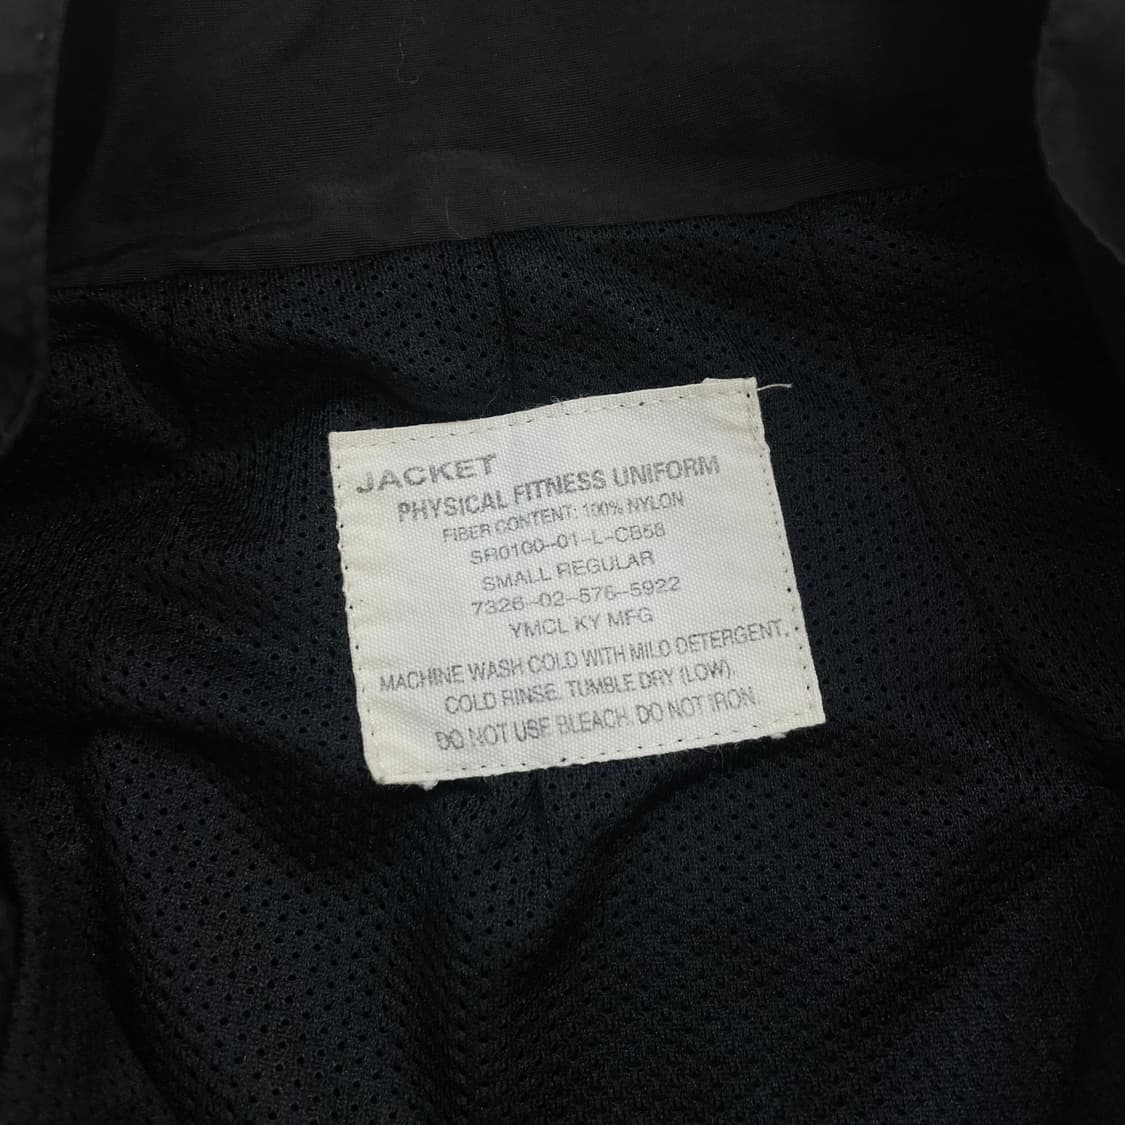 JACKET
PHYSICAL FITNESS UNIFORM
FIBER CONTENT: 100% NYLON
SR0100-01-L-CB58
SMALL REGULAR
7326-02-576-5922
YMCL KY MFG
MACHINE WASH COLD WITH MILD DETERGENT.
COLD RINSE. TUMBLE DRY (LOW).
DO NOT USE BLEACH. DO NOT IRON.